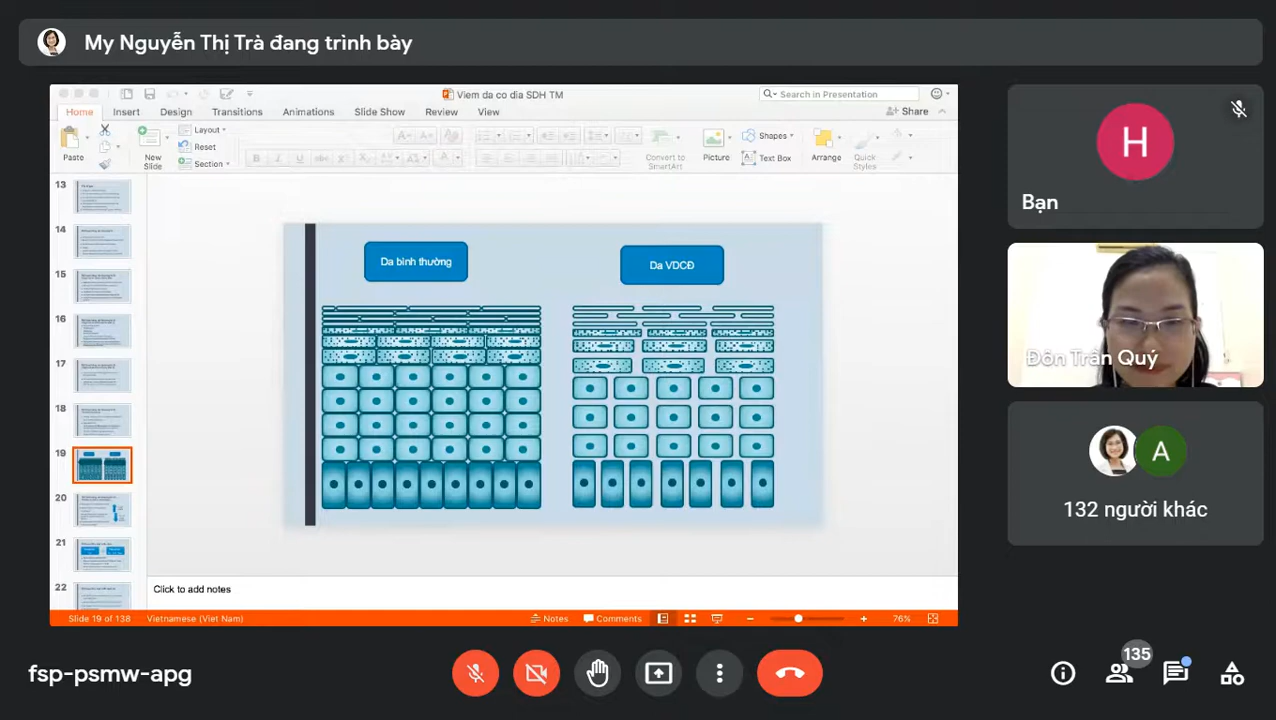 My Nguyễn Thị Trà đang trình bày
Viem da co dia SDH TM
Search in Presentation
Home
Insert
Design
Transitions
Animations
Slide Show
Review
View
Share
Paste
New Slide
Layout
Reset
Section
Convert to SmartArt
Picture
Shapes
Text Box
Arrange
Quick Styles
13
14
15
16
17
18
19
20
21
22
Da bình thường
Da VDCĐ
Click to add notes
Slide 19 of 138
Vietnamese (Viet Nam)
Notes
Comments
76%
H
Bạn
Đôn Trần Quý
A
132 người khác
fsp-psmw-apg
135